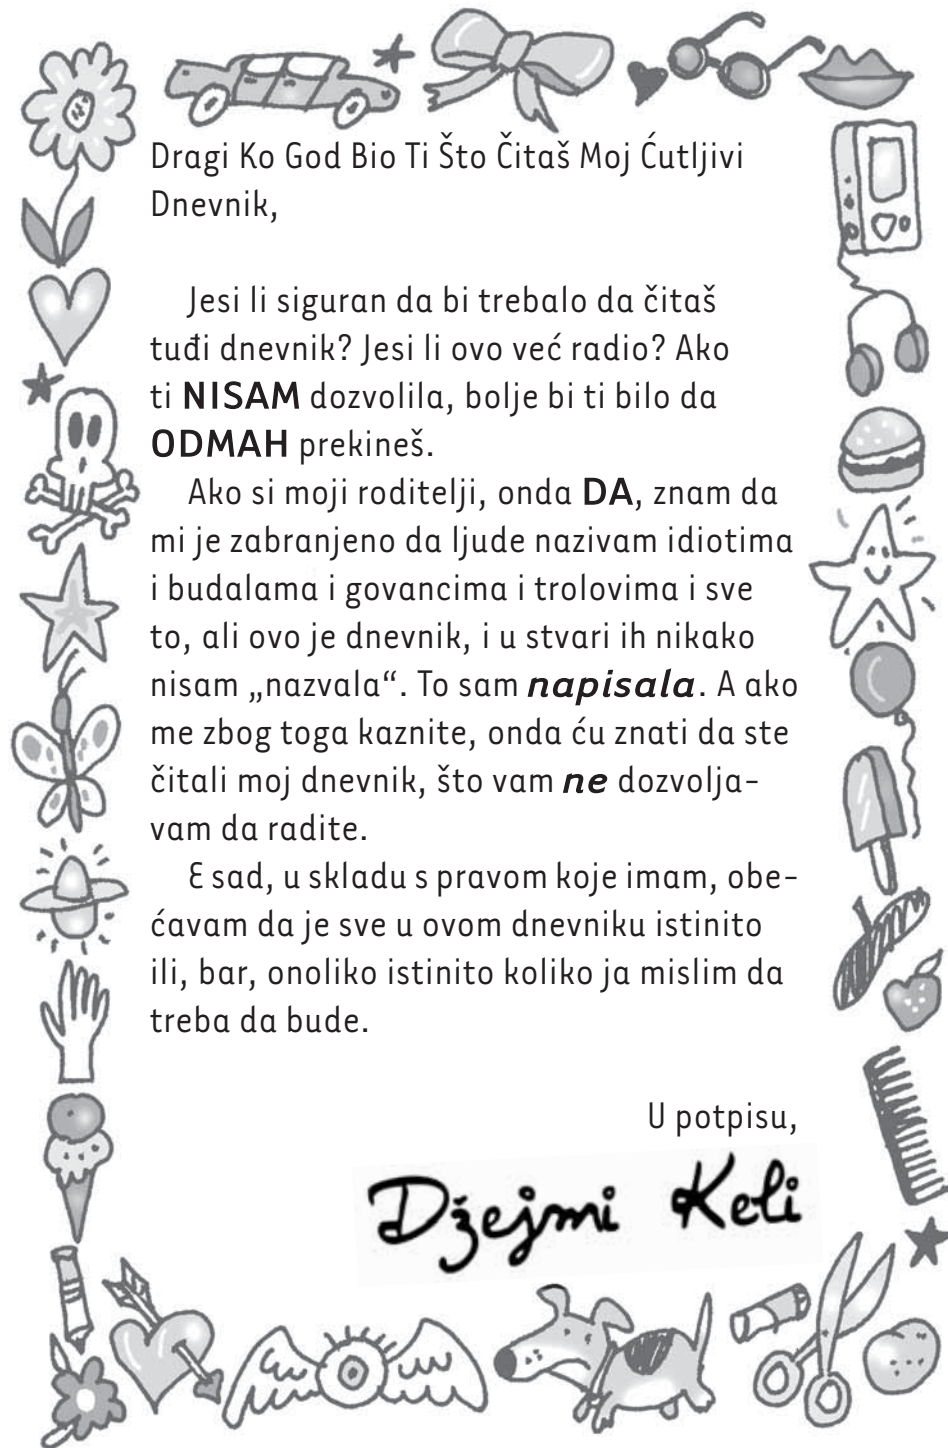 Dragi Ko God Bio Ti Što Čitaš Moj Ćutljivi
Dnevnik,
Jesi li siguran da bi trebalo da čitaš
tuđi dnevnik? Jesi li ovo već radio? Ako
ti NISAM dozvolila, bolje bi ti bilo da
ODMAH prekineš.
Ako si moji roditelji, onda DA, znam da
mi je zabranjeno da ljude nazivam idiotima
i budalama i govancima i trolovima i sve
to, ali ovo je dnevnik, i u stvari ih nikako
nisam „nazvala“. To sam napisala. A ako
me zbog toga kaznite, onda ću znati da ste
čitali moj dnevnik, što vam ne dozvolja-
vam da radite.
E sad, u skladu s pravom koje imam, obe-
ćavam da je sve u ovom dnevniku istinito
ili, bar, onoliko istinito koliko ja mislim da
treba da bude.
U potpisu,
Džejmi Keli